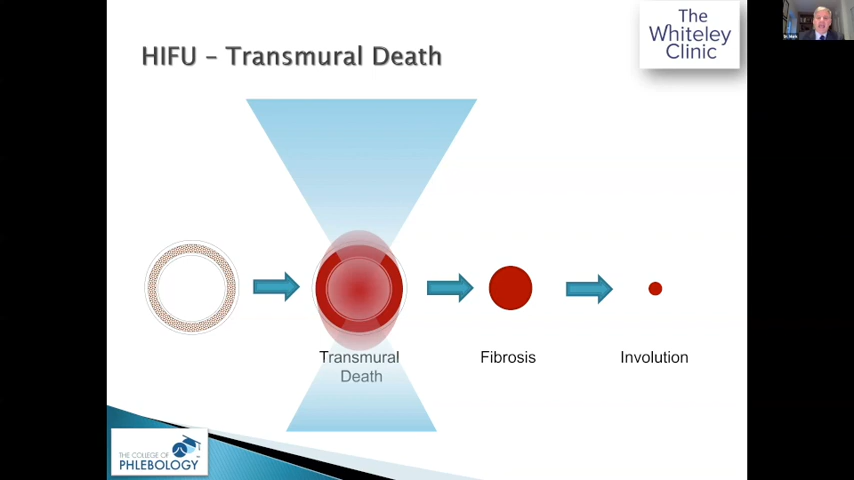 HIFU – Transmural Death
The
Whiteley
Clinic
Transmural
Death
Fibrosis
Involution
THE COLLEGE OF
PHLEBOLOGY